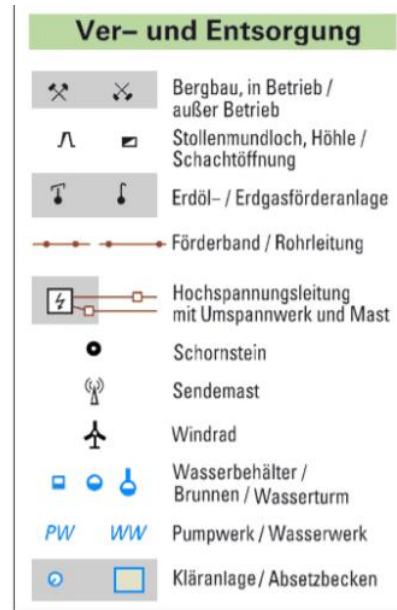 Ver– und Entsorgung
Bergbau, in Betrieb /
außer Betrieb
Stollenmundloch, Höhle /
Schachtöffnung
Erdöl– / Erdgasförderanlage
Förderband / Rohrleitung
Hochspannungsleitung
mit Umspannwerk und Mast
Schornstein
Sendemast
Windrad
Wasserbehälter /
Brunnen / Wasserturm
PW WW Pumpwerk / Wasserwerk
Kläranlage / Absetzbecken